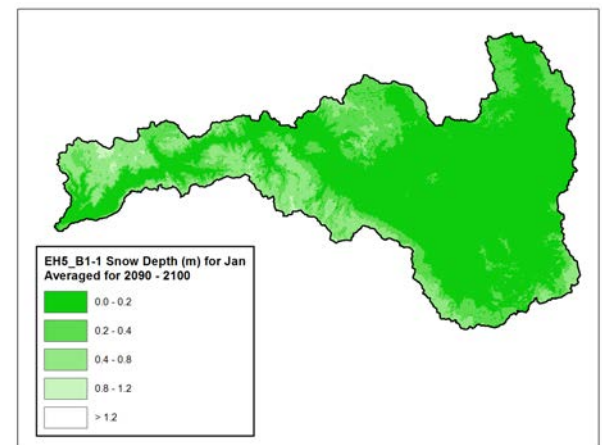 EH5_B1-1 Snow Depth (m) for Jan
Averaged for 2090 - 2100
0.0 - 0.2
0.2 - 0.4
0.4 - 0.8
0.8 - 1.2
> 1.2